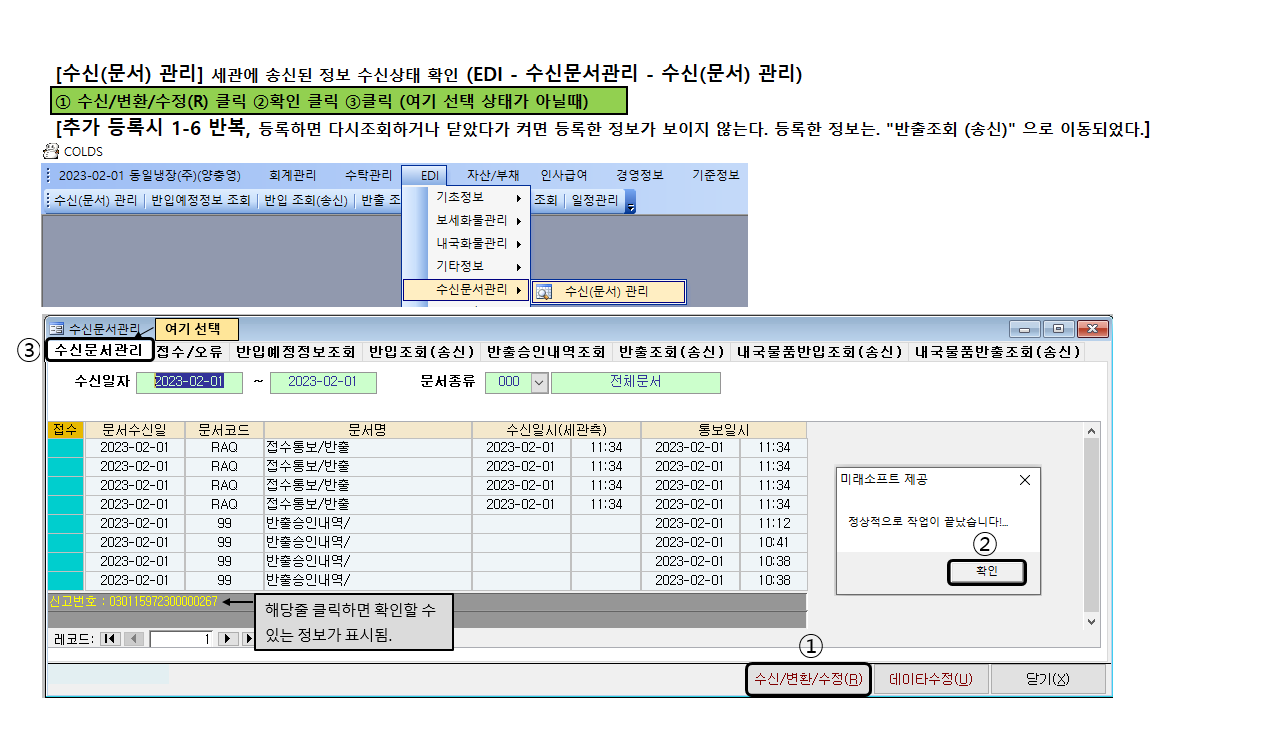 [수신(문서) 관리] 세관에 송신된 정보 수신상태 확인 (EDI - 수신문서관리 - 수신(문서) 관리)
① 수신/변환/수정(R) 클릭 ②확인 클릭 ③클릭 (여기 선택 상태가 아닐때)
[추가 등록시 1-6 반복, 등록하면 다시조회하거나 닫았다가 켜면 등록한 정보가 보이지 않는다. 등록한 정보는. "반출조회 (송신)" 으로 이동되었다.]
COLDS
2023-02-01 동일냉장(주)(양충영) 회계관리 수탁관리 EDI 자산/부채 인사급여 경영정보 기준정보
수신(문서) 관리 반입예정정보 조회 반입 조회(송신) 반출 조 조회 일정관리
기초정보
보세화물관리
내국화물관리
기타정보
수신문서관리 수신(문서) 관리
수신문서관리 여기 선택
③ 수신문서관리 접수/오류 반입예정정보조회 반입조회(송신) 반출승인내역조회 반출조회(송신) 내국물품반입조회(송신) 내국물품반출조회(송신)
수신일자 2023-02-01 ~ 2023-02-01 문서종류 000 전체문서
접수 문서수신일 문서코드 문서명 수신일시(세관측) 통보일시
2023-02-01 RAQ 접수통보/반출 2023-02-01 11:34 2023-02-01 11:34
2023-02-01 RAQ 접수통보/반출 2023-02-01 11:34 2023-02-01 11:34
2023-02-01 RAQ 접수통보/반출 2023-02-01 11:34 2023-02-01 11:34
2023-02-01 RAQ 접수통보/반출 2023-02-01 11:34 2023-02-01 11:34
2023-02-01 99 반출승인내역/ 2023-02-01 11:12
2023-02-01 99 반출승인내역/ 2023-02-01 10:41
2023-02-01 99 반출승인내역/ 2023-02-01 10:38
2023-02-01 99 반출승인내역/ 2023-02-01 10:38
미래소프트 제공
정상적으로 작업이 끝났습니다!...
②
확인
신고번호 : 030115972300000267
해당줄 클릭하면 확인할 수
있는 정보가 표시됨.
레코드: 1
①
수신/변환/수정(R) 데이타수정(U) 닫기(X)